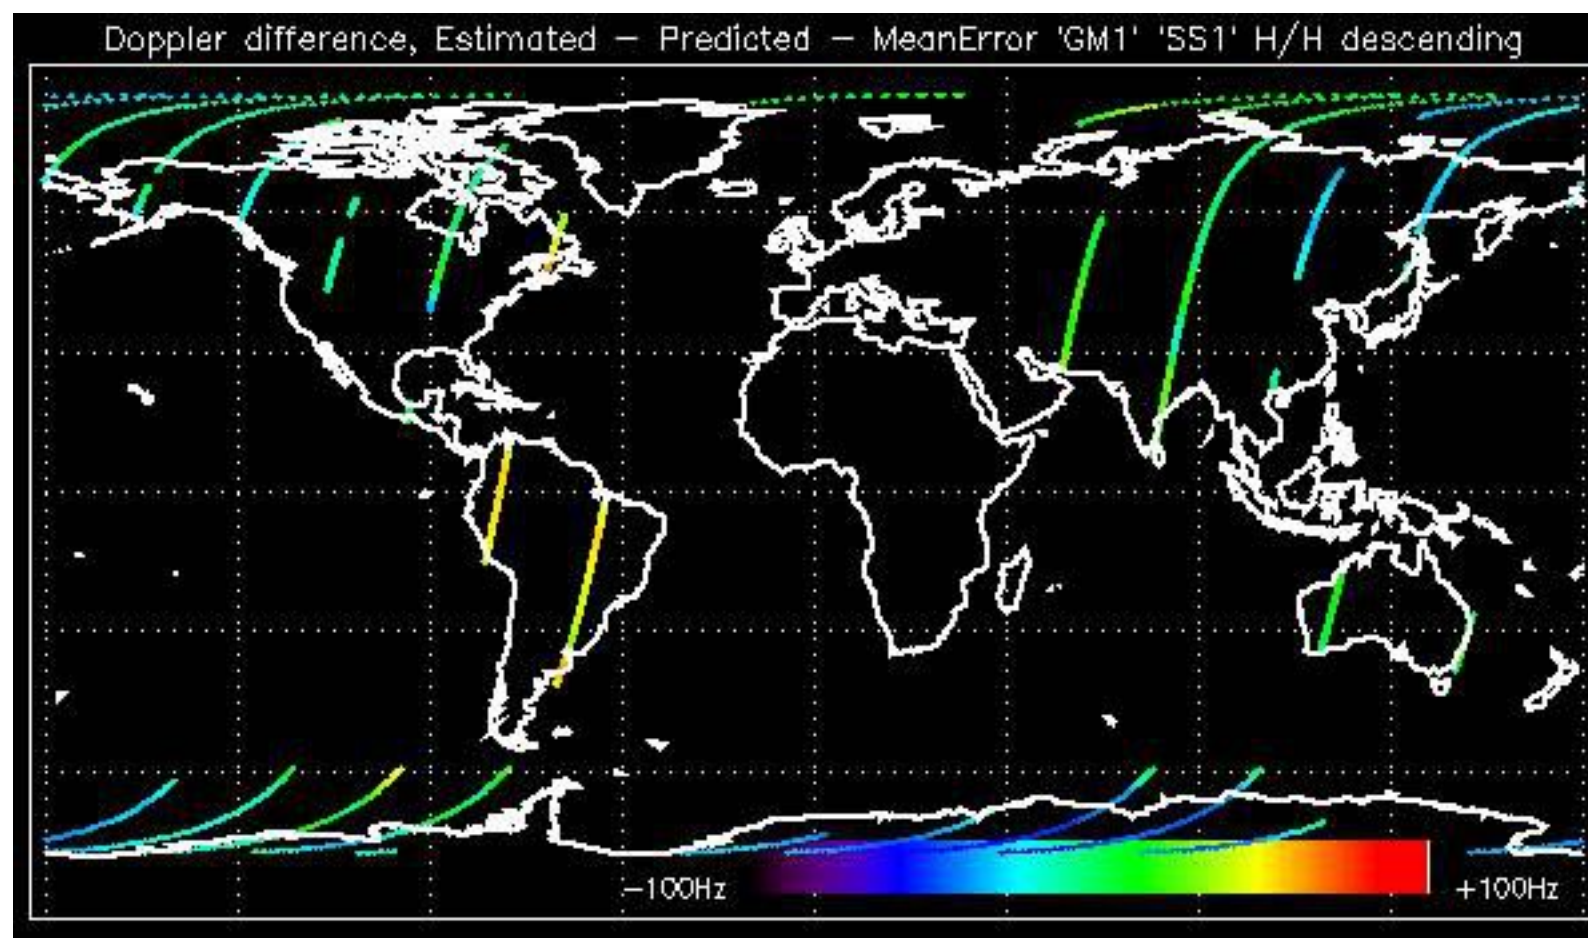 Doppler difference, Estimated – Predicted – MeanError 'GM1' 'SS1' H/H descending
−100Hz
+100Hz